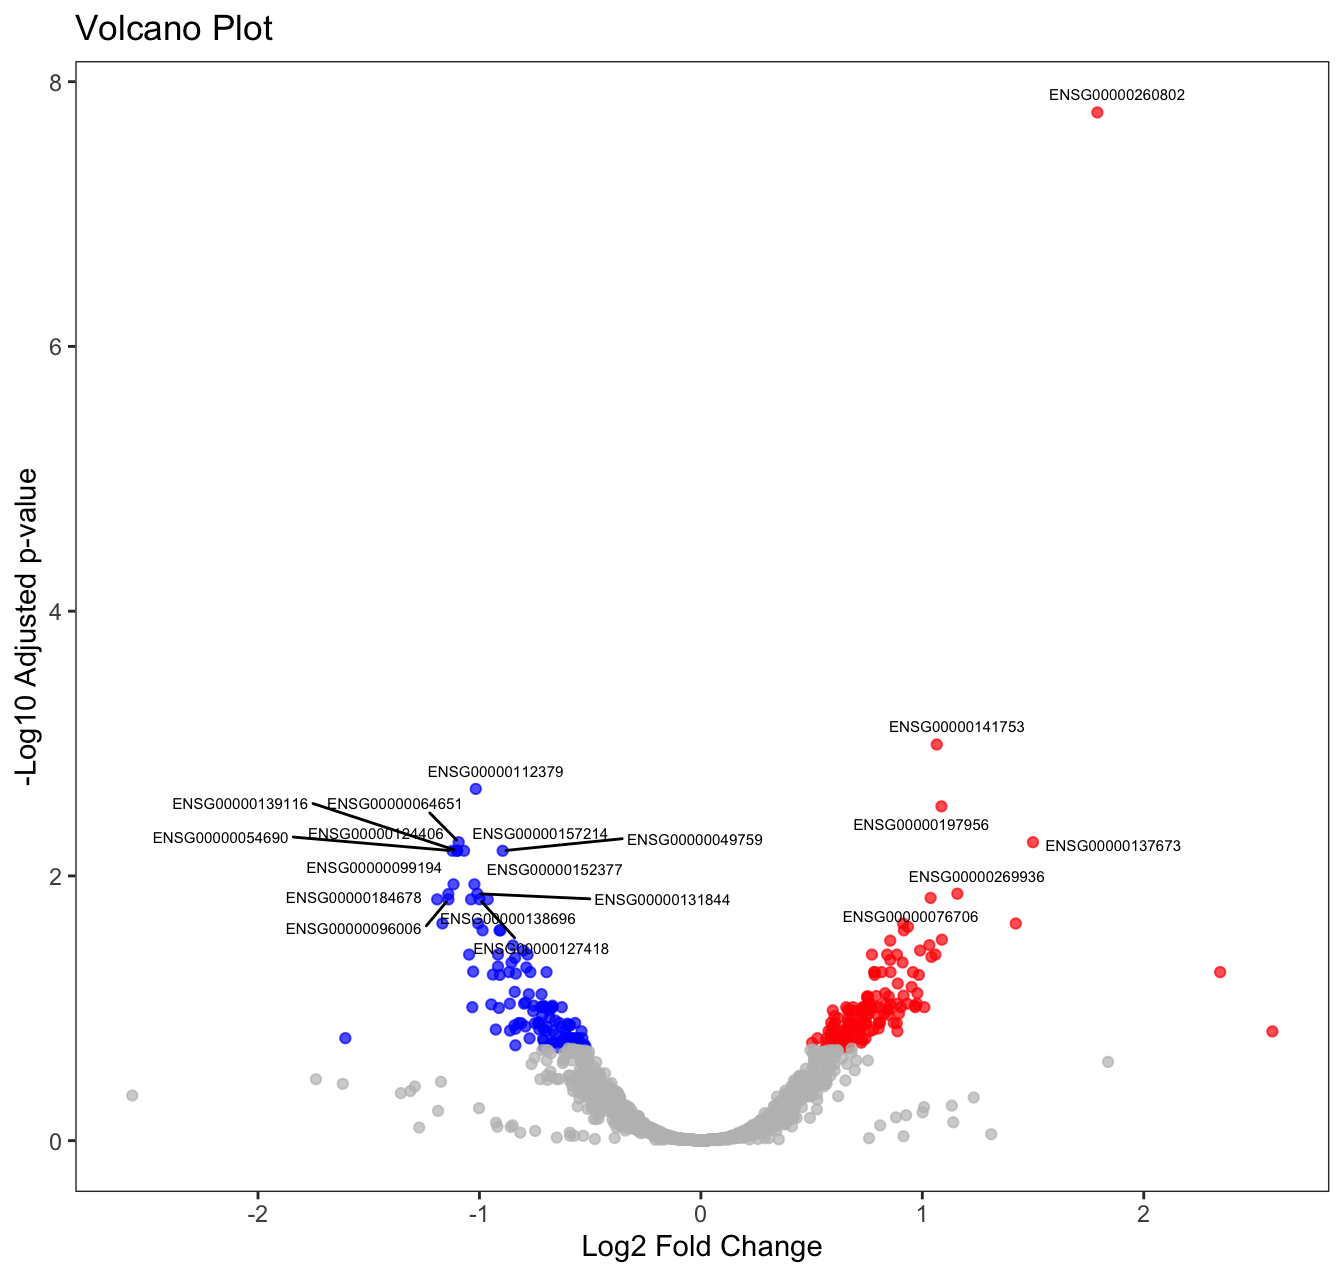 Volcano Plot
ENSG00000260802
ENSG00000141753
ENSG00000112379
ENSG00000139116
ENSG00000064651
ENSG00000197956
ENSG00000054690
ENSG00000124406
ENSG00000157214
ENSG00000049759
ENSG00000137673
ENSG00000099194
ENSG00000152377
ENSG00000269936
ENSG00000184678
ENSG00000131844
ENSG00000138696
ENSG00000076706
ENSG00000096006
ENSG00000127418
8
6
4
2
0
-2
-1
0
1
2
Log2 Fold Change
-Log10 Adjusted p-value